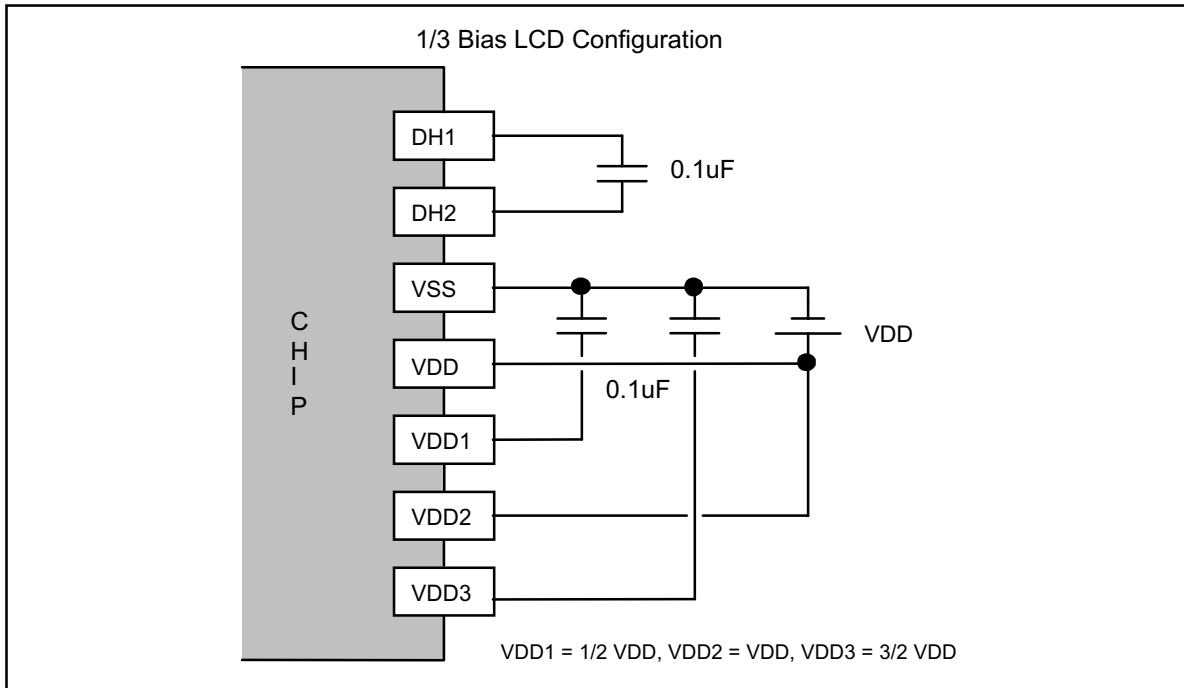 1/3 Bias LCD Configuration
DH1
0.1uF
DH2
VSS
CHIP
VDD
VDD
0.1uF
VDD1
VDD2
VDD3
VDD1 = 1/2 VDD, VDD2 = VDD, VDD3 = 3/2 VDD